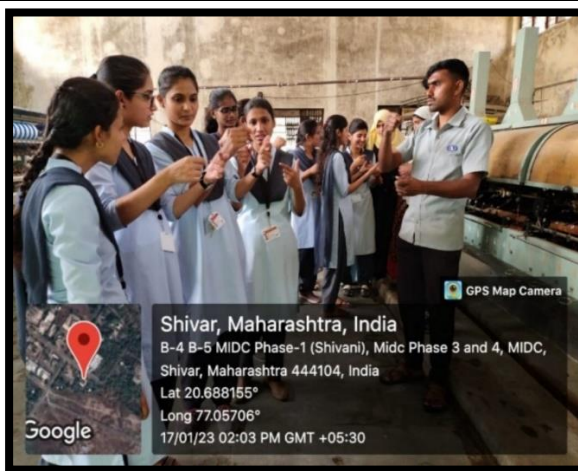 GPS Map Camera
Shivar, Maharashtra, India
B-4 B-5 MIDC Phase-1 (Shivani), Midc Phase 3 and 4, MIDC,
Shivar, Maharashtra 444104, India
Lat 20.688155°
Long 77.05706°
17/01/23 02:03 PM GMT +05:30
Google